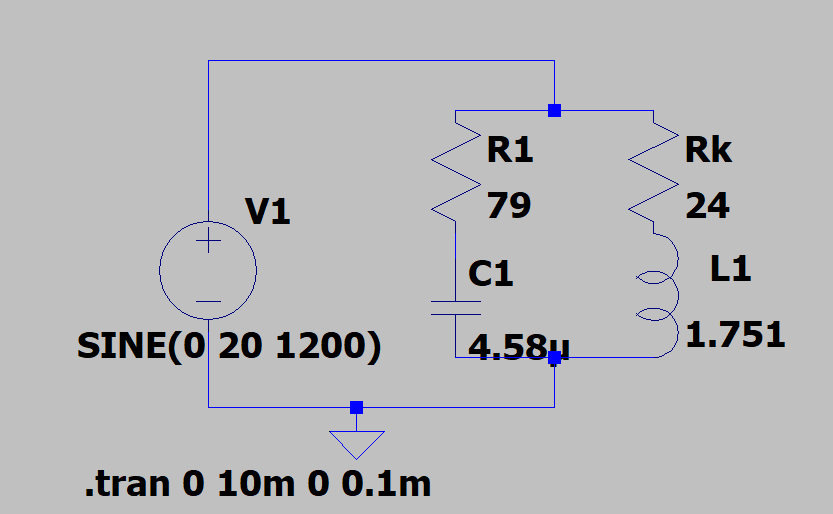 R1
79
Rk
24
V1
C1
4.58µ
L1
1.751
SINE(0 20 1200)
.tran 0 10m 0 0.1m